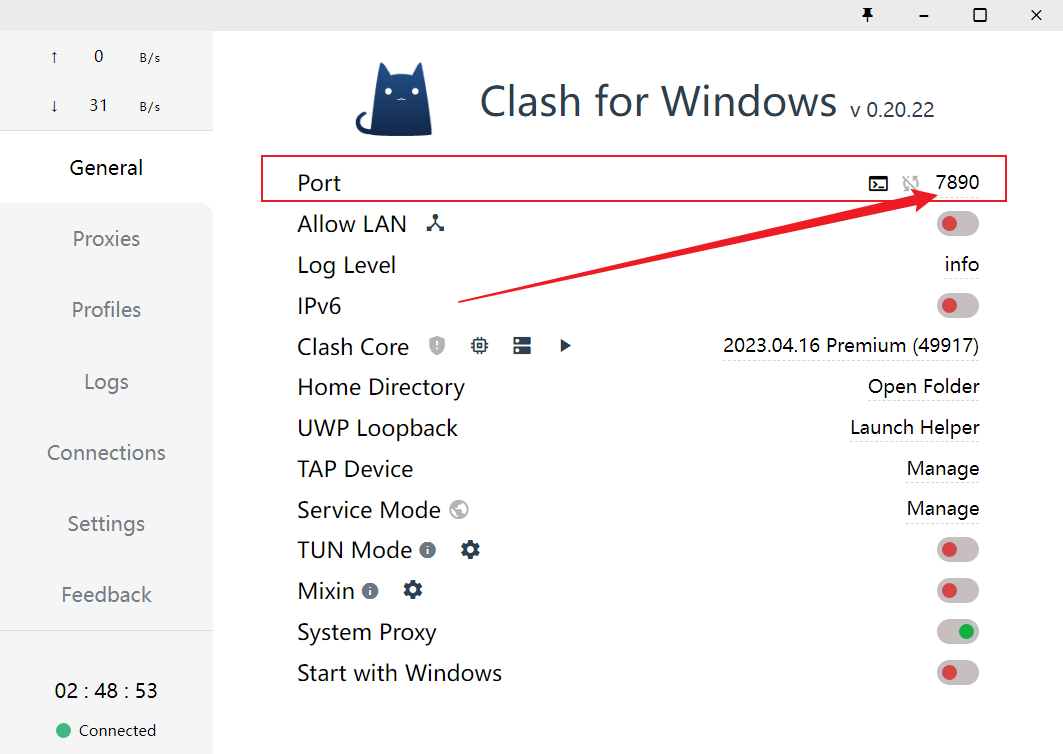 ↑ 0 B/s
↓ 31 B/s
General
Proxies
Profiles
Logs
Connections
Settings
Feedback
02 : 48 : 53
Connected
Clash for Windows v 0.20.22
Port 7890
Allow LAN
Log Level info
IPv6
Clash Core 2023.04.16 Premium (49917)
Home Directory Open Folder
UWP Loopback Launch Helper
TAP Device Manage
Service Mode Manage
TUN Mode
Mixin
System Proxy
Start with Windows